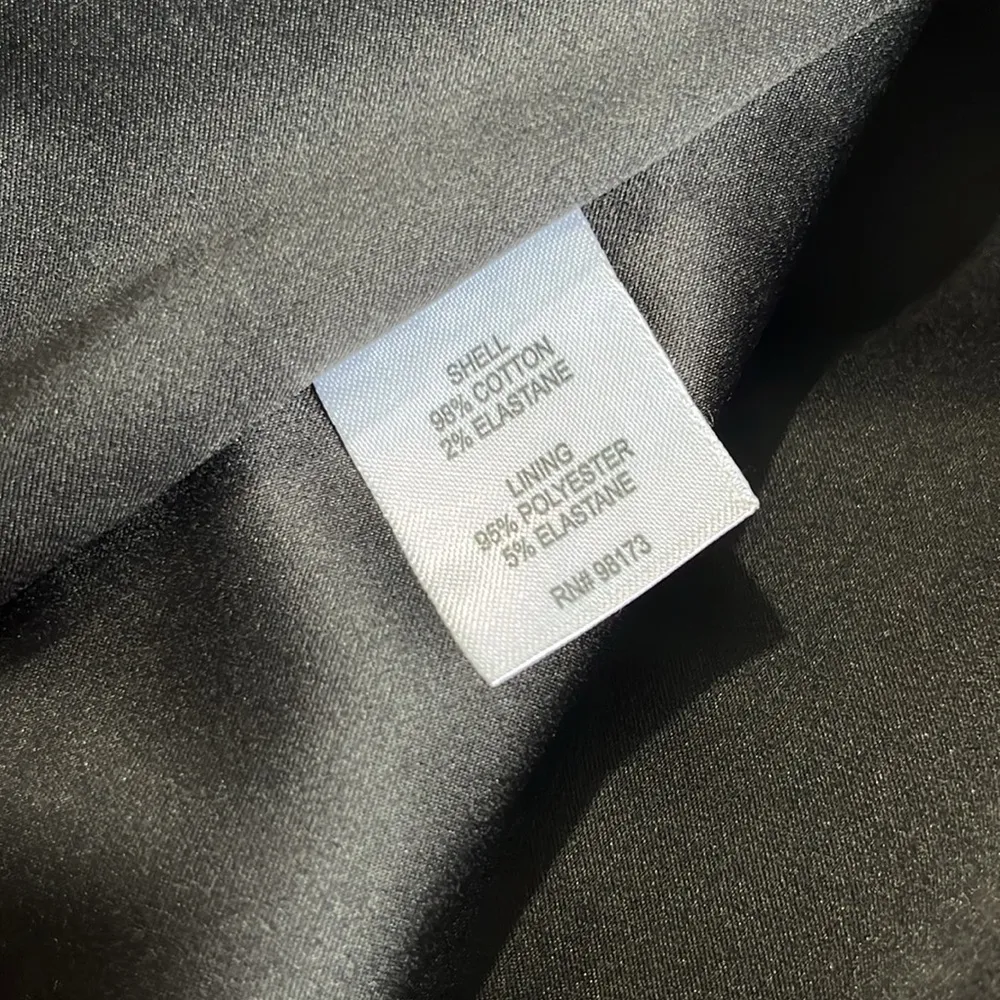 SHELL
98% COTTON
2% ELASTANE
LINING
95% POLYESTER
5% ELASTANE
RN# 98173